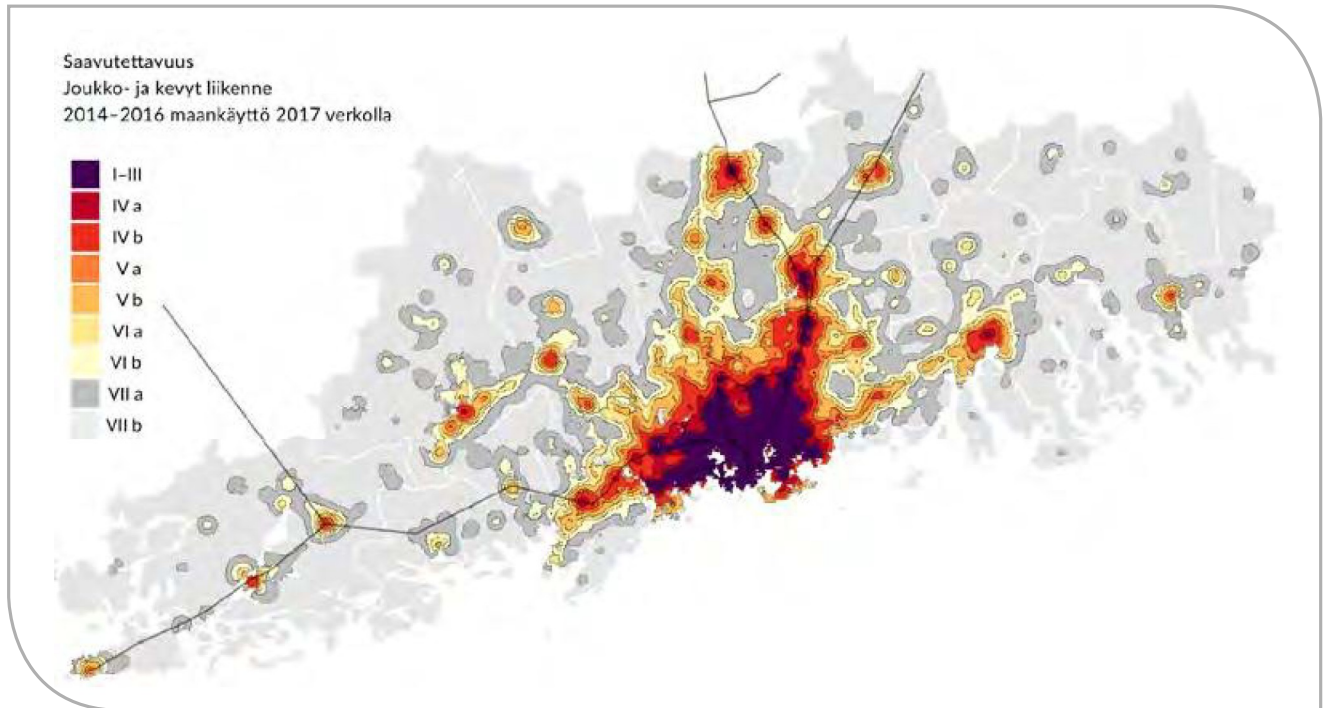 Saavutettavuus
Joukko- ja kevyt liikenne
2014–2016 maankäyttö 2017 verkolla
I–III
IV a
IV b
V a
V b
VI a
VI b
VII a
VII b